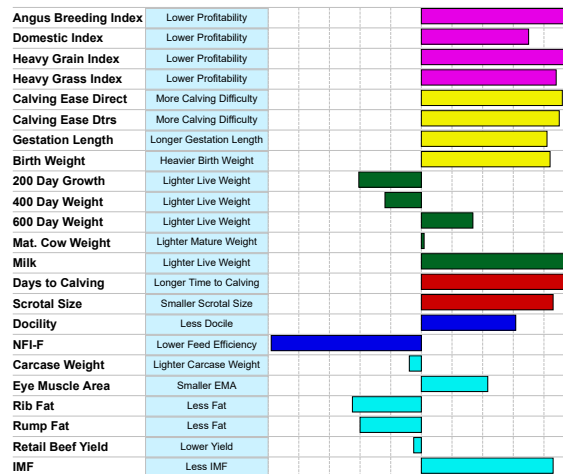 Angus Breeding Index Lower Profitability
Domestic Index Lower Profitability
Heavy Grain Index Lower Profitability
Heavy Grass Index Lower Profitability
Calving Ease Direct More Calving Difficulty
Calving Ease Dtrs More Calving Difficulty
Gestation Length Longer Gestation Length
Birth Weight Heavier Birth Weight
200 Day Growth Lighter Live Weight
400 Day Weight Lighter Live Weight
600 Day Weight Lighter Live Weight
Mat. Cow Weight Lighter Mature Weight
Milk Lighter Live Weight
Days to Calving Longer Time to Calving
Scrotal Size Smaller Scrotal Size
Docility Less Docile
NFI-F Lower Feed Efficiency
Carcase Weight Lighter Carcase Weight
Eye Muscle Area Smaller EMA
Rib Fat Less Fat
Rump Fat Less Fat
Retail Beef Yield Lower Yield
IMF Less IMF